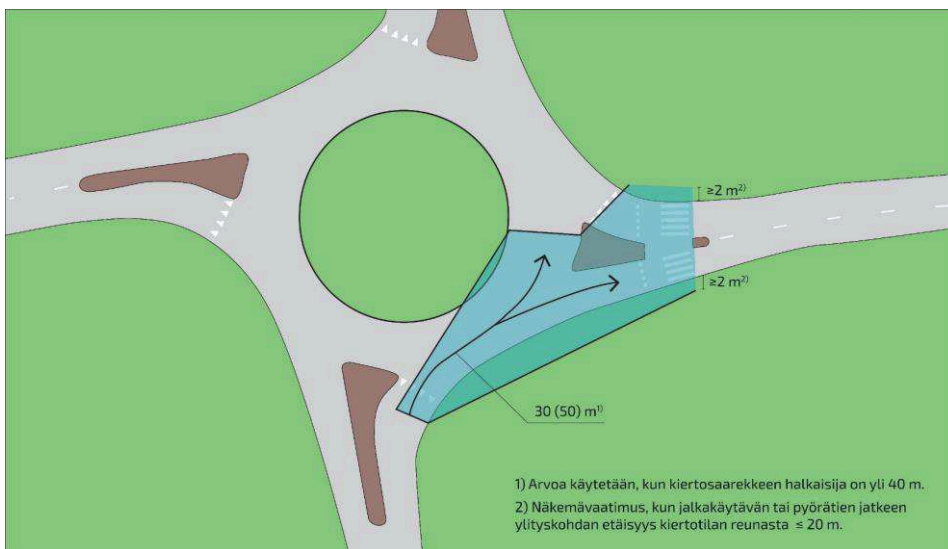 ≥2 m²⁾
≥2 m²⁾
30 (50) m¹⁾
1) Arvoa käytetään, kun kiertosaarekkeen halkaisija on yli 40 m.
2) Näkemävaatimus, kun jalkakäytävän tai pyörätien jatkeen
ylityskohdan etäisyys kiertotilan reunasta ≤ 20 m.